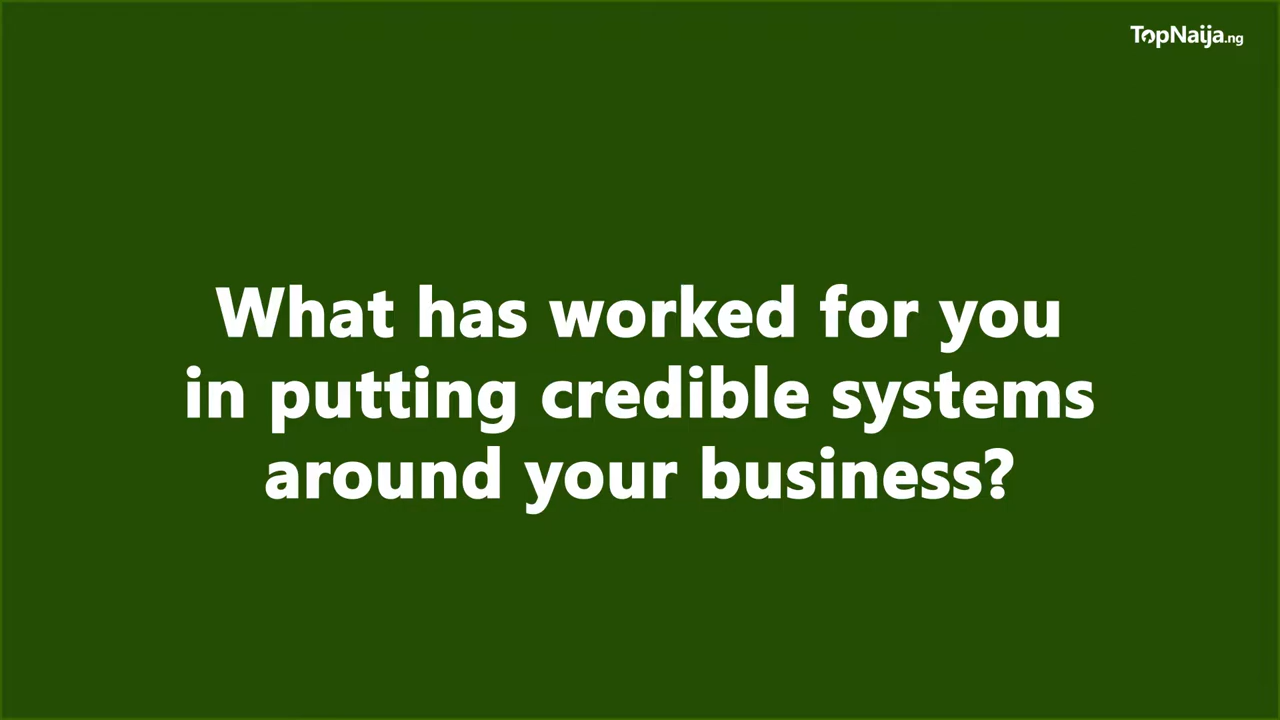 TopNaija.ng
What has worked for you
in putting credible systems
around your business?